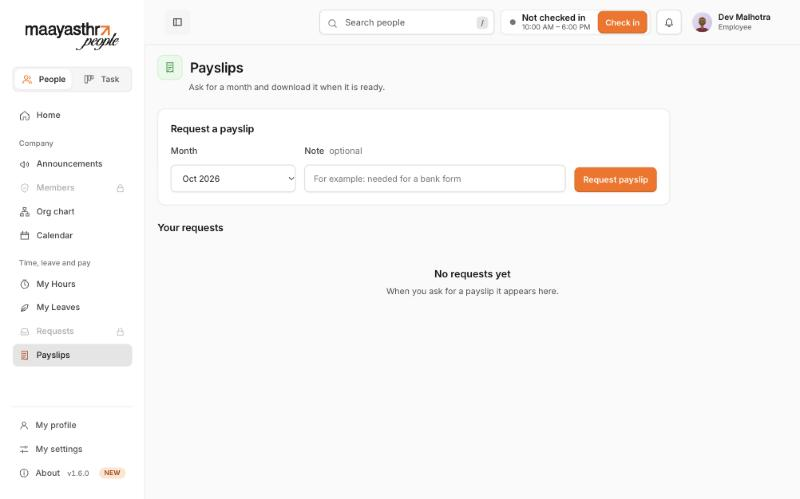 maayasthr
people
Search people
/
Not checked in
10:00 AM – 6:00 PM
Check in
Dev Malhotra
Employee
People
Task
Home
Company
Announcements
Members
Org chart
Calendar
Time, leave and pay
My Hours
My Leaves
Requests
Payslips
My profile
My settings
About v1.6.0 NEW
Payslips
Ask for a month and download it when it is ready.
Request a payslip
Month
Note optional
Oct 2026
For example: needed for a bank form
Request payslip
Your requests
No requests yet
When you ask for a payslip it appears here.